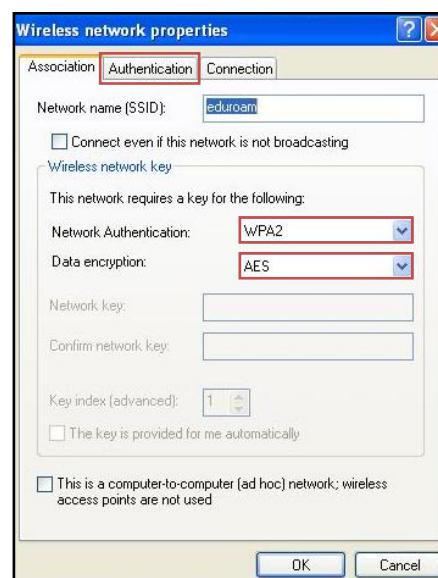 Wireless network properties
Association Authentication Connection
Network name (SSID): eduroam
Connect even if this network is not broadcasting
Wireless network key
This network requires a key for the following:
Network Authentication: WPA2
Data encryption: AES
Network key:
Confirm network key:
Key index (advanced): 1
The key is provided for me automatically
This is a computer-to-computer (ad hoc) network; wireless
access points are not used
OK Cancel